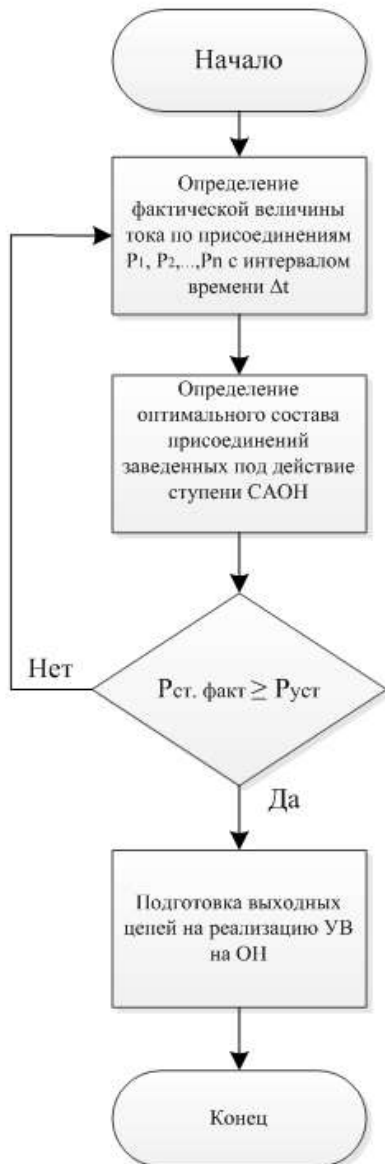 Начало
Определение
фактической величины
тока по присоединениям
P1, P2,...,Pn с интервалом
времени Δt
Определение
оптимального состава
присоединений
заведенных под действие
ступени САОН
Нет
Pст. факт ≥ Pуст
Да
Подготовка выходных
цепей на реализацию УВ
на ОН
Конец